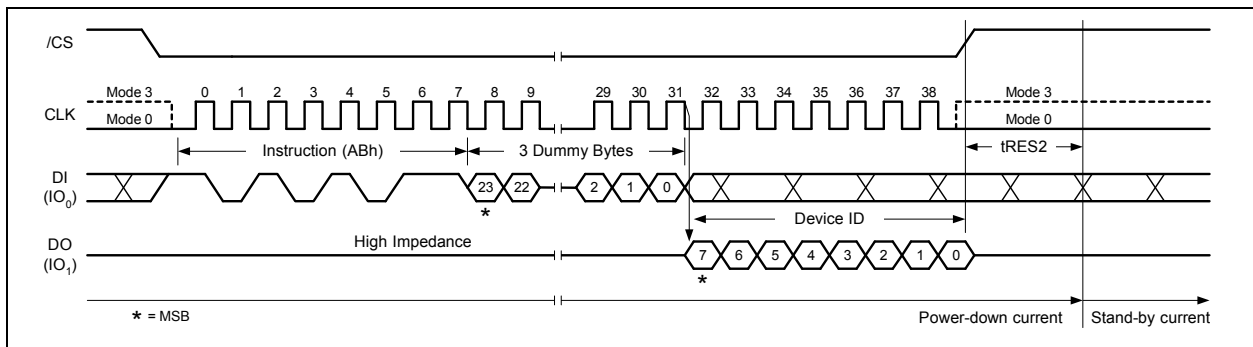 /CS
Mode 3 0 1 2 3 4 5 6 7 8 9 29 30 31 32 33 34 35 36 37 38 Mode 3
CLK Mode 0 Mode 0
Instruction (ABh) 3 Dummy Bytes tRES2
DI
(IO0) 23 22 2 1 0
* Device ID
DO High Impedance
(IO1) 7 6 5 4 3 2 1 0
*
* = MSB Power-down current Stand-by current